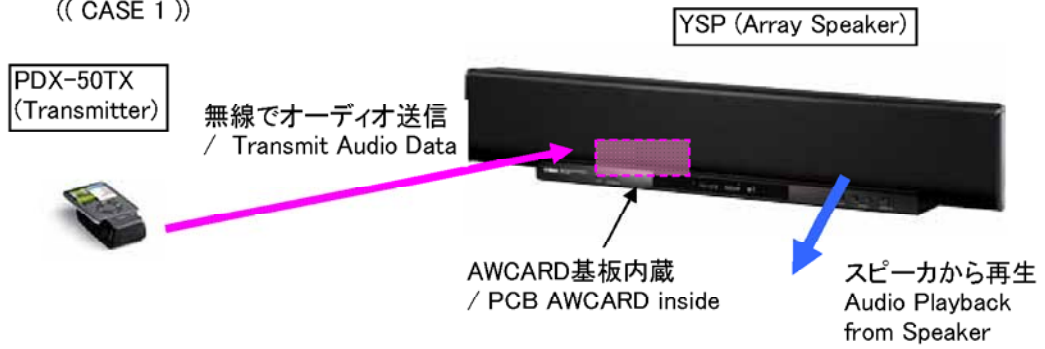 (( CASE 1 ))
YSP (Array Speaker)
PDX-50TX
(Transmitter)
無線でオーディオ送信
/ Transmit Audio Data
AWCARD基板内蔵
/ PCB AWCARD inside
スピーカから再生
Audio Playback
from Speaker